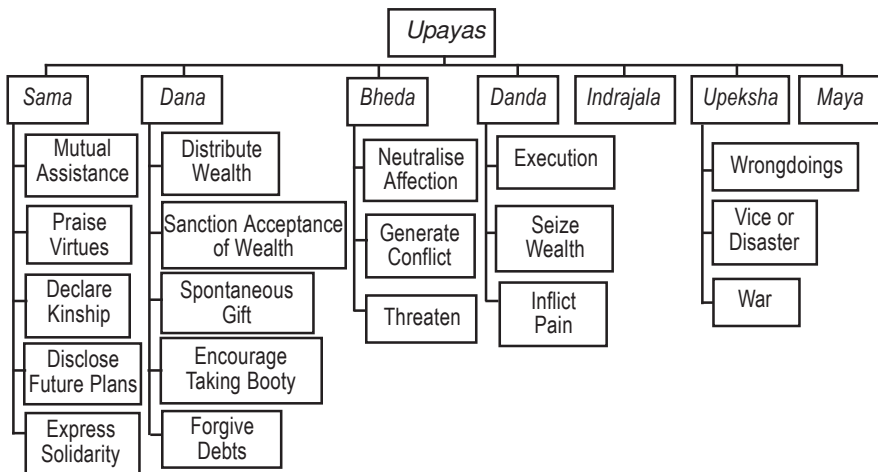 Upayas
Sama
Dana
Bheda
Danda
Indrajala
Upeksha
Maya
Mutual
Assistance
Praise
Virtues
Declare
Kinship
Disclose
Future Plans
Express
Solidarity
Distribute
Wealth
Sanction Acceptance
of Wealth
Spontaneous
Gift
Encourage
Taking Booty
Forgive
Debts
Neutralise
Affection
Generate
Conflict
Threaten
Execution
Seize
Wealth
Inflict
Pain
Wrongdoings
Vice or
Disaster
War